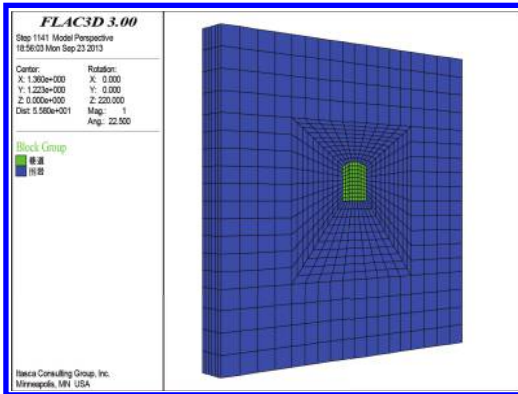 FLAC3D 3.00
Step 1141 Model Perspective
18:56:03 Mon Sep 23 2013
Center:
X: 1.360e+000
Y: 1.223e+000
Z: 0.000e+000
Dist: 5.580e+001
Rotation:
X: 0.000
Y: 0.000
Z: 220.000
Mag.: 1
Ang.: 22.500
Block Group
巷道
围岩
Itasca Consulting Group, Inc.
Minneapolis, MN USA